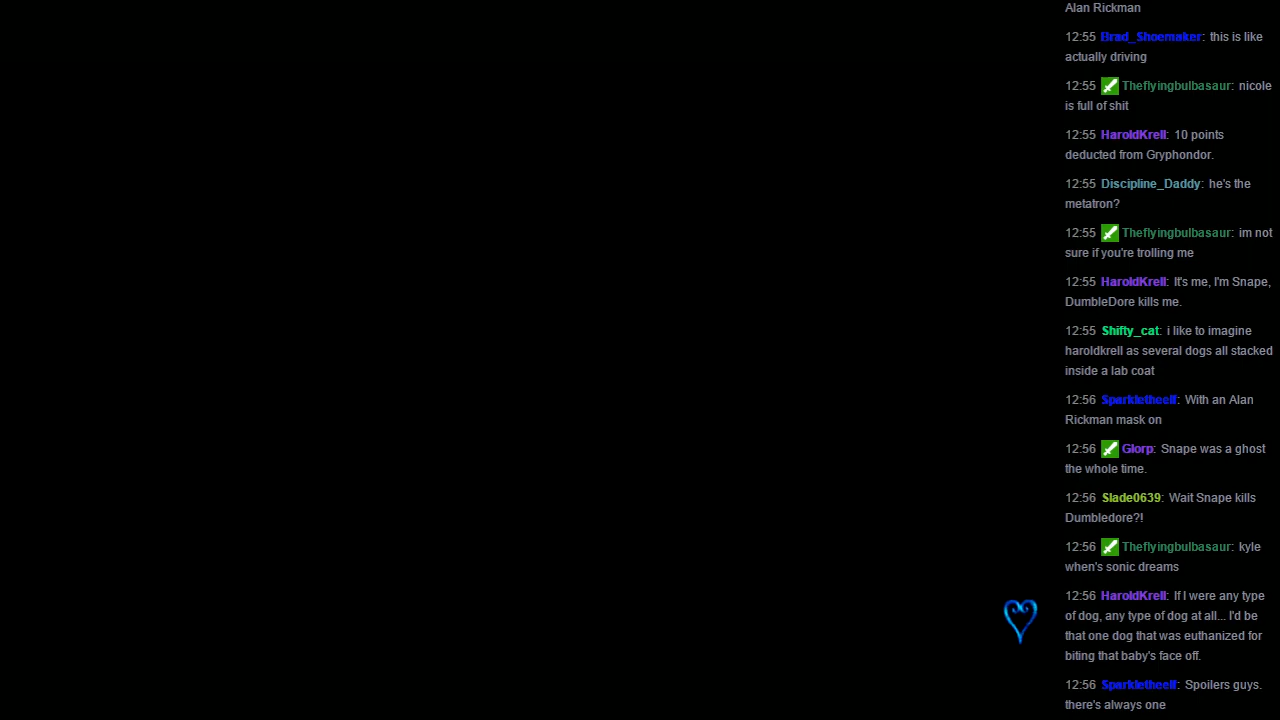 Alan Rickman
12:55 Brad_Shoemaker: this is like
actually driving
12:55 Theflyingbulbasaur: nicole
is full of shit
12:55 HaroldKrell: 10 points
deducted from Gryphondor.
12:55 Discipline_Daddy: he's the
metatron?
12:55 Theflyingbulbasaur: im not
sure if you're trolling me
12:55 HaroldKrell: It's me, I'm Snape,
DumbleDore kills me.
12:55 Shifty_cat: i like to imagine
haroldkrell as several dogs all stacked
inside a lab coat
12:56 Sparkletheelf: With an Alan
Rickman mask on
12:56 Glorp: Snape was a ghost
the whole time.
12:56 Slade0639: Wait Snape kills
Dumbledore?!
12:56 Theflyingbulbasaur: kyle
when's sonic dreams
12:56 HaroldKrell: If I were any type
of dog, any type of dog at all... I'd be
that one dog that was euthanized for
biting that baby's face off.
12:56 Sparkletheelf: Spoilers guys.
there's always one